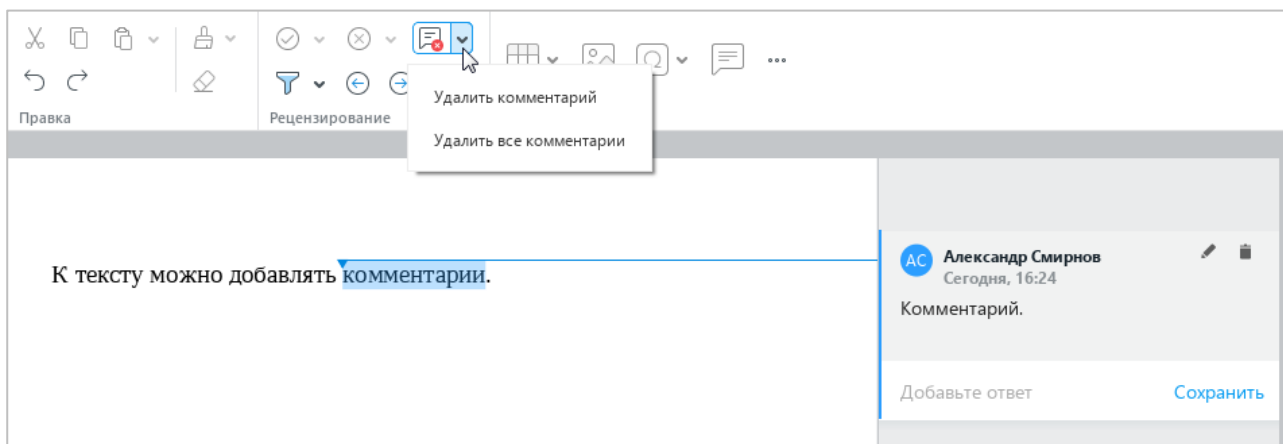 Правка
Рецензирование
Удалить комментарий
Удалить все комментарии
К тексту можно добавлять комментарии.
АС
Александр Смирнов
Сегодня, 16:24
Комментарий.
Добавьте ответ
Сохранить